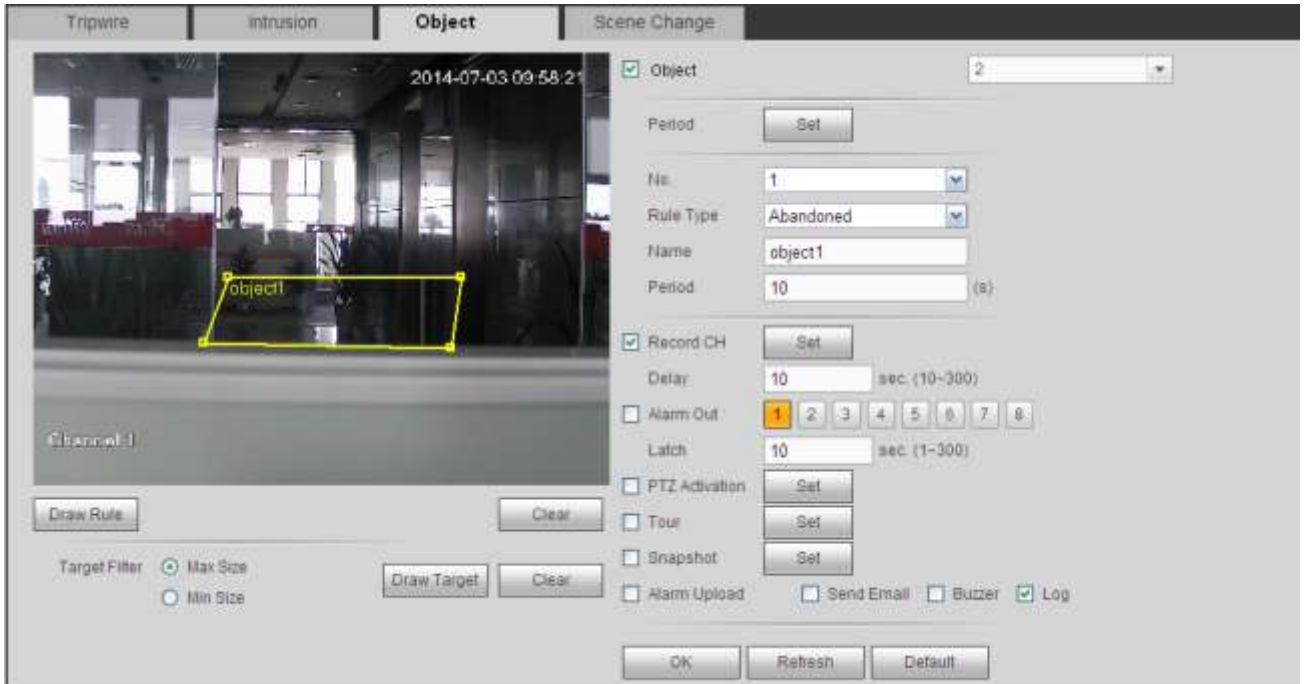 Tripwire Intrusion Object Scene Change
2014-07-03 09:58:21
object1
Channel 1
Draw Rule Clear
Target Filter Max Size
Min Size
Draw Target Clear
Object 2
Period Set
No. 1
Rule Type Abandoned
Name object1
Period 10 (s)
Record CH Set
Delay 10 sec. (10~300)
Alarm Out 1 2 3 4 5 6 7 8
Latch 10 sec. (1~300)
PTZ Activation Set
Tour Set
Snapshot Set
Alarm Upload Send Email Buzzer Log
OK Refresh Default